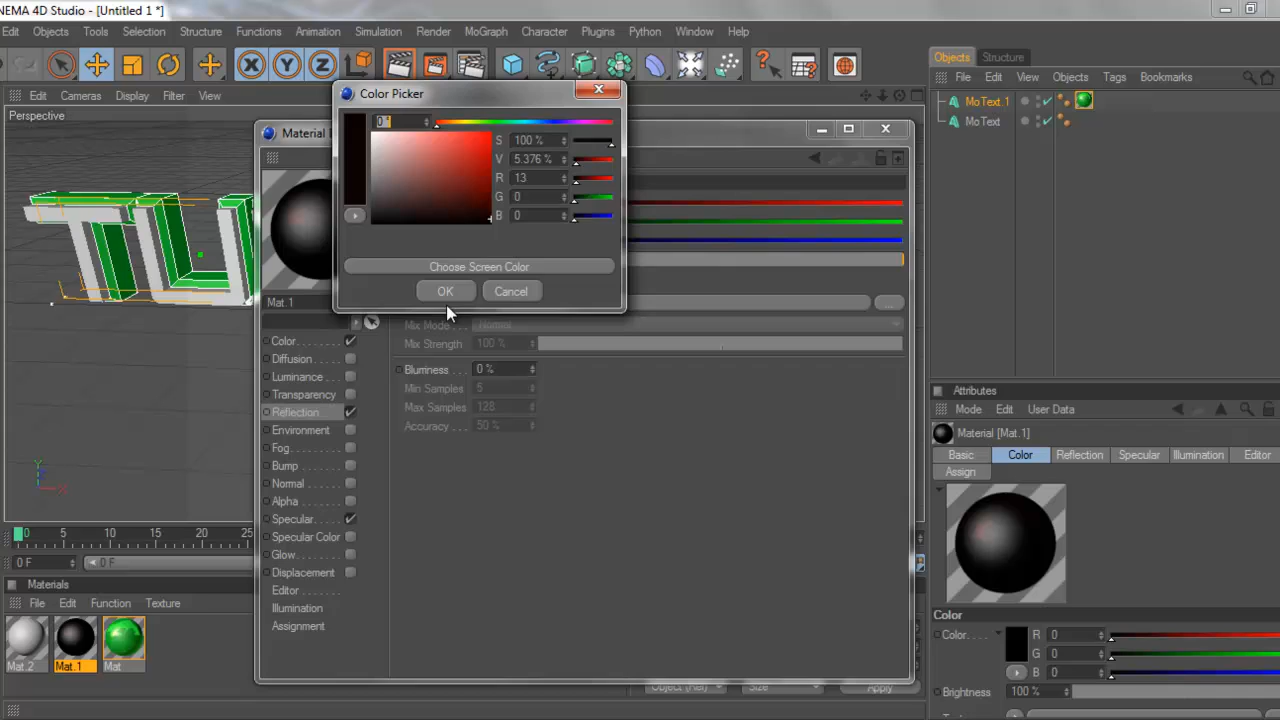 NEMA 4D Studio - [Untitled 1 *]
Edit Objects Tools Selection Structure Functions Animation Simulation Render MoGraph Character Plugins Python Window Help
Objects Structure
File Edit View Objects Tags Bookmarks
MoText.1
MoText
Edit Cameras Display Filter View
Perspective
Material
Color Picker
0 °
S 100 %
V 5.376 %
R 13
G 0
B 0
Choose Screen Color
OK Cancel
Mat.1
Mix Mode . . Normal
Mix Strength 100 %
Color
Diffusion
Luminance
Transparency
Reflection
Environment
Fog
Bump
Normal
Alpha
Specular
Specular Color
Glow
Displacement
Editor
Illumination
Assignment
Blurriness . . . 0 %
Min Samples 5
Max Samples 128
Accuracy . . . 50 %
X Y Z
Y X
0 5 10 15 20 25
0 F 0 F
Materials
File Edit Function Texture
Mat.2 Mat.1 Mat
Object (Rel) Size Apply
Attributes
Mode Edit User Data
Material [Mat.1]
Basic Color Reflection Specular Illumination Editor
Assign
Color
Color. . . . R 0
G 0
B 0
Brightness 100 %